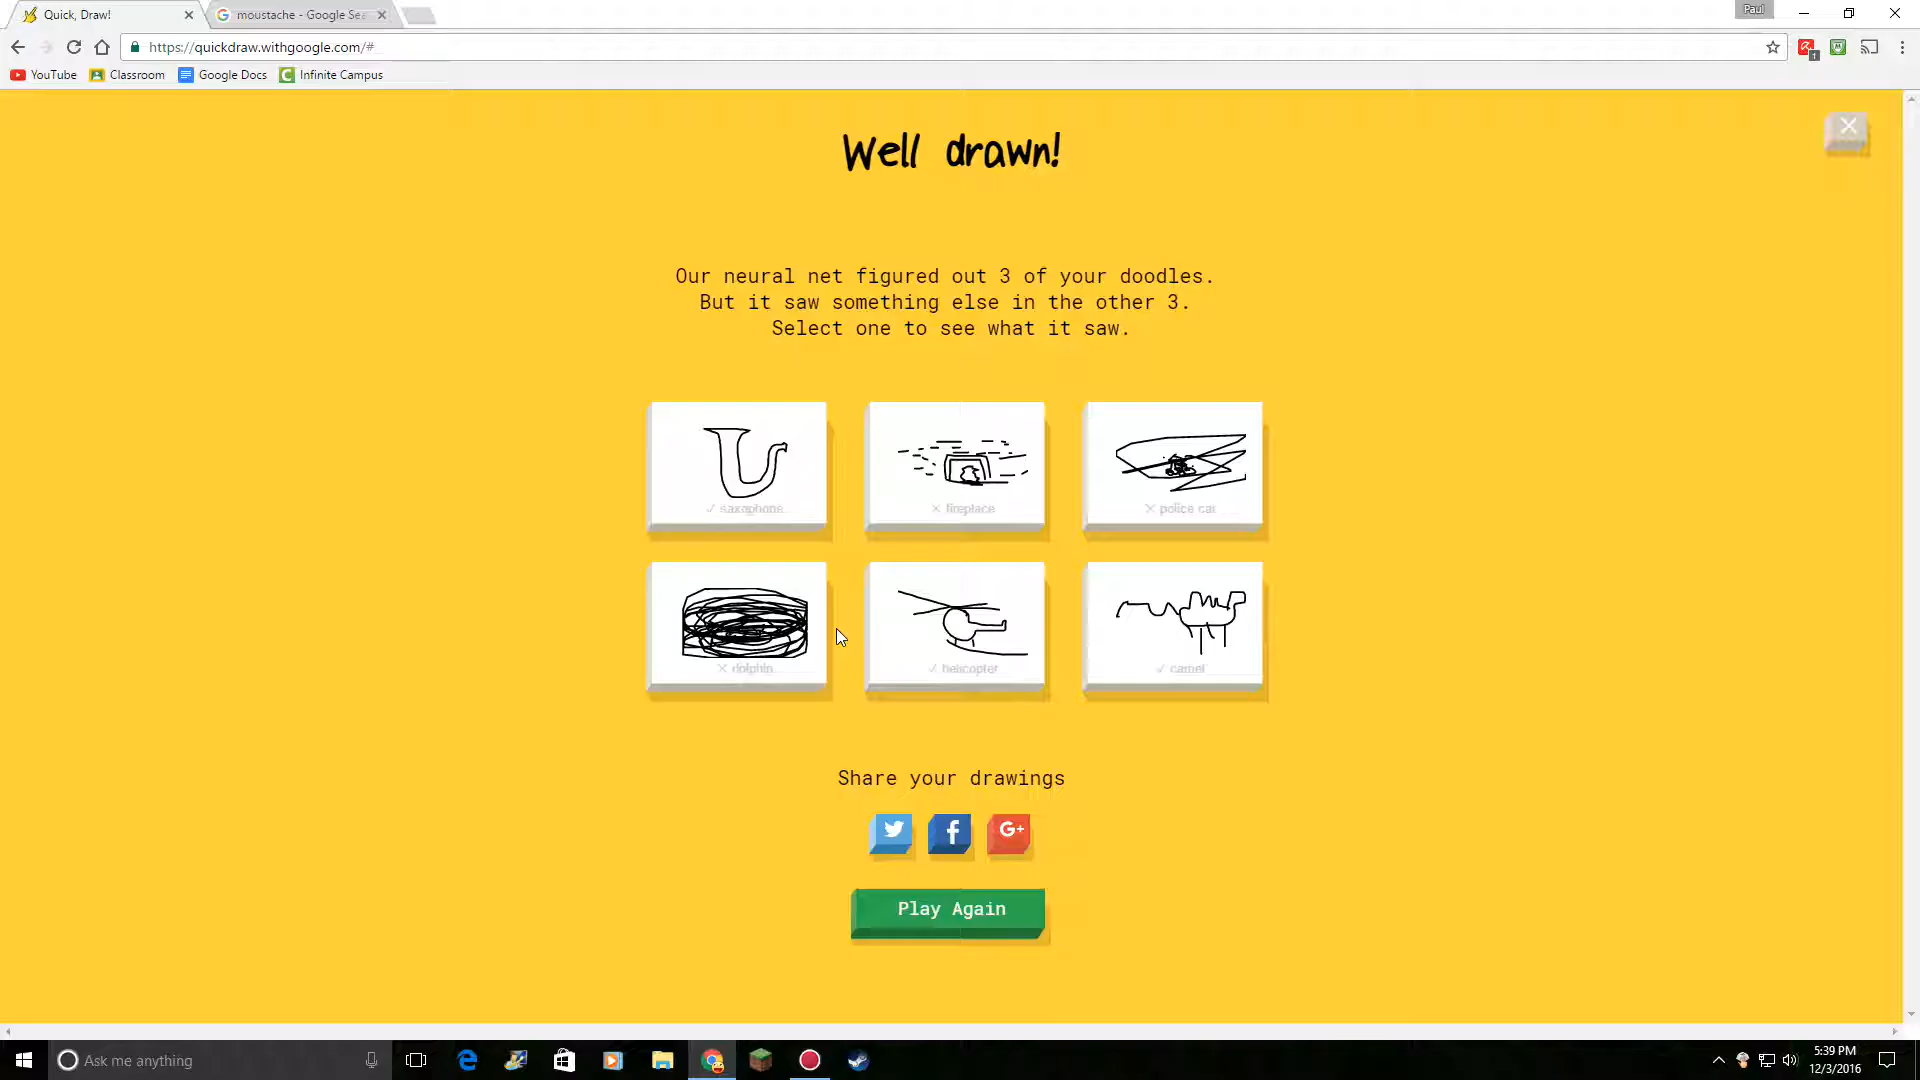 Quick, Draw!
moustache - Google Sea
Paul
https://quickdraw.withgoogle.com/#
1
YouTube
Classroom
Google Docs
Infinite Campus
Well drawn!
Our neural net figured out 3 of your doodles.
But it saw something else in the other 3.
Select one to see what it saw.
✓ saxophone
✕ fireplace
✕ police car
✕ dolphin
✓ helicopter
✓ camel
Share your drawings
G+
Play Again
Ask me anything
5:39 PM
12/3/2016